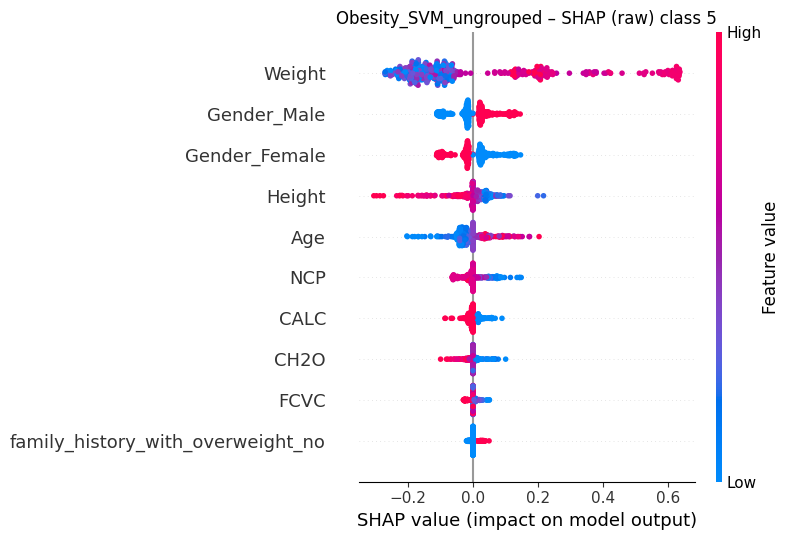 Obesity_SVM_ungrouped – SHAP (raw) class 5
High
Weight
Gender_Male
Gender_Female
Height
Age
NCP
CALC
CH2O
FCVC
family_history_with_overweight_no
Feature value
Low
−0.2 0.0 0.2 0.4 0.6
SHAP value (impact on model output)